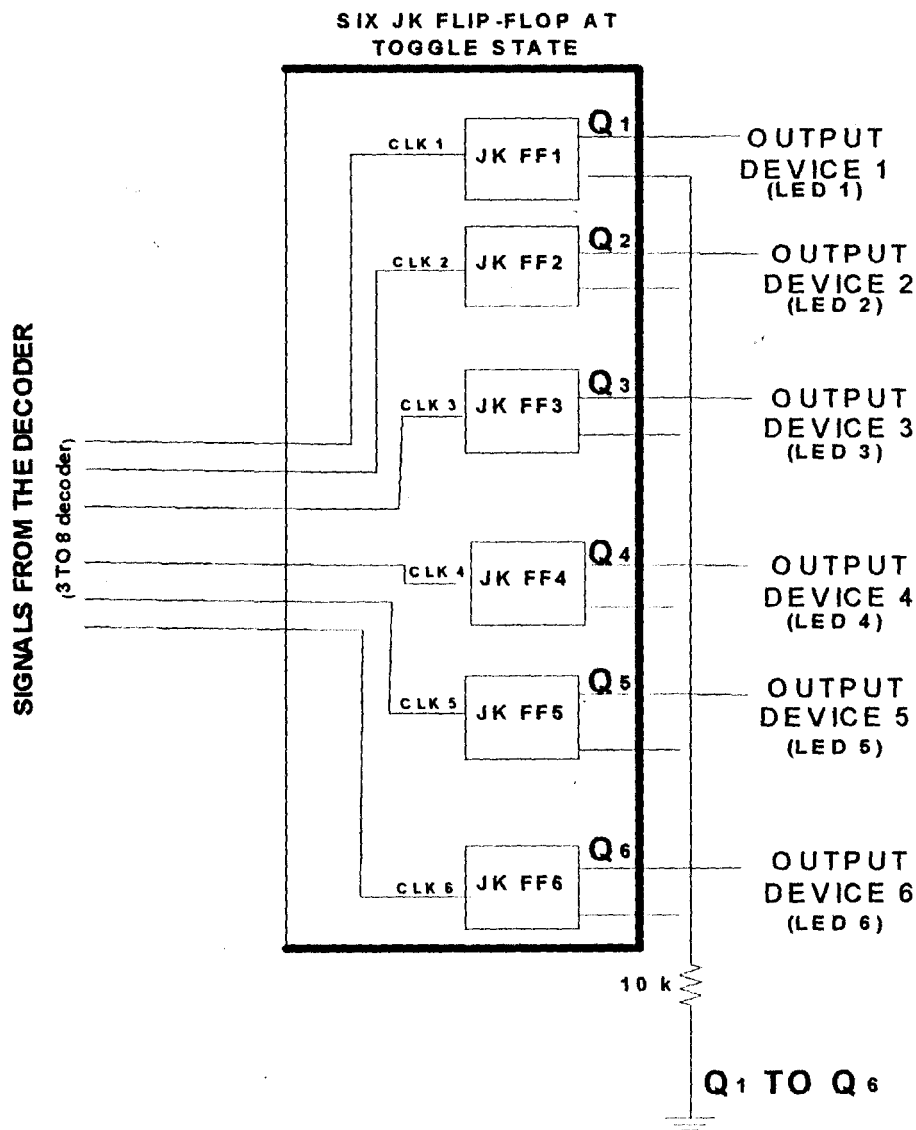 SIX JK FLIP-FLOP AT
TOGGLE STATE
SIGNALS FROM THE DECODER
(3 TO 8 decoder)
CLK 1
JK FF1
Q1
OUTPUT
DEVICE 1
(LED 1)
CLK 2
JK FF2
Q2
OUTPUT
DEVICE 2
(LED 2)
CLK 3
JK FF3
Q3
OUTPUT
DEVICE 3
(LED 3)
CLK 4
JK FF4
Q4
OUTPUT
DEVICE 4
(LED 4)
CLK 5
JK FF5
Q5
OUTPUT
DEVICE 5
(LED 5)
CLK 6
JK FF6
Q6
OUTPUT
DEVICE 6
(LED 6)
10 k
Q1 TO Q6